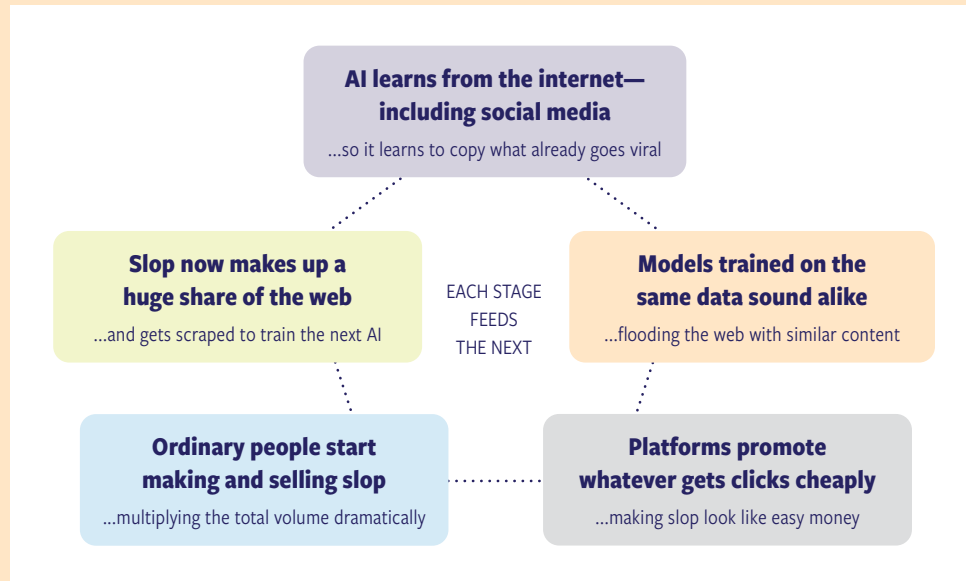 AI learns from the internet—
including social media
...so it learns to copy what already goes viral
Models trained on the
same data sound alike
...flooding the web with similar content
Platforms promote
whatever gets clicks cheaply
...making slop look like easy money
Ordinary people start
making and selling slop
...multiplying the total volume dramatically
Slop now makes up a
huge share of the web
...and gets scraped to train the next AI
EACH STAGE
FEEDS
THE NEXT